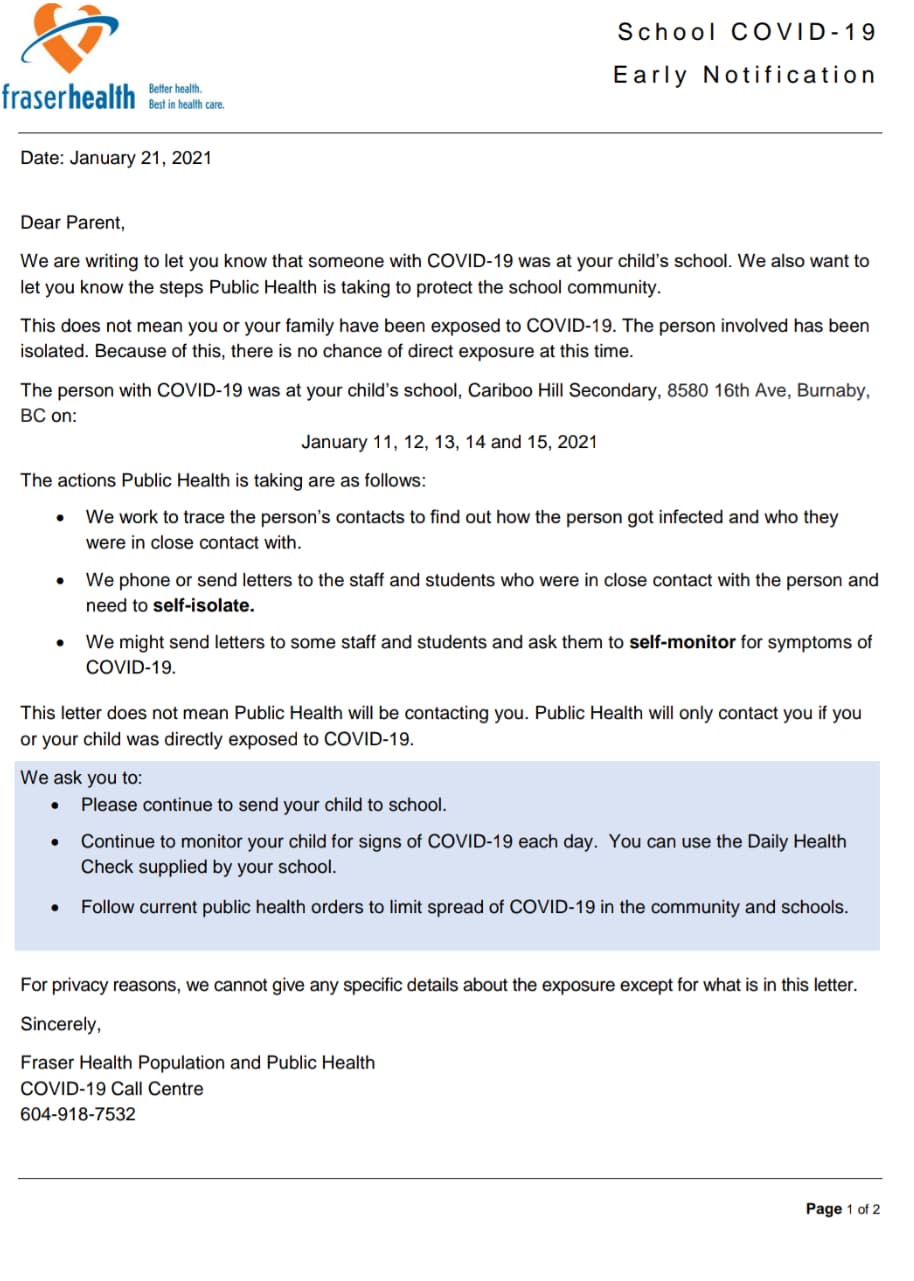 School COVID-19
Early Notification
fraserhealth
Better health.
Best in health care.
Date: January 21, 2021
Dear Parent,
We are writing to let you know that someone with COVID-19 was at your child's school. We also want to
let you know the steps Public Health is taking to protect the school community.
This does not mean you or your family have been exposed to COVID-19. The person involved has been
isolated. Because of this, there is no chance of direct exposure at this time.
The person with COVID-19 was at your child's school, Cariboo Hill Secondary, 8580 16th Ave, Burnaby,
BC on:
January 11, 12, 13, 14 and 15, 2021
The actions Public Health is taking are as follows:
• We work to trace the person's contacts to find out how the person got infected and who they
were in close contact with.
• We phone or send letters to the staff and students who were in close contact with the person and
need to self-isolate.
• We might send letters to some staff and students and ask them to self-monitor for symptoms of
COVID-19.
This letter does not mean Public Health will be contacting you. Public Health will only contact you if you
or your child was directly exposed to COVID-19.
We ask you to:
• Please continue to send your child to school.
• Continue to monitor your child for signs of COVID-19 each day. You can use the Daily Health
Check supplied by your school.
• Follow current public health orders to limit spread of COVID-19 in the community and schools.
For privacy reasons, we cannot give any specific details about the exposure except for what is in this letter.
Sincerely,
Fraser Health Population and Public Health
COVID-19 Call Centre
604-918-7532
Page 1 of 2